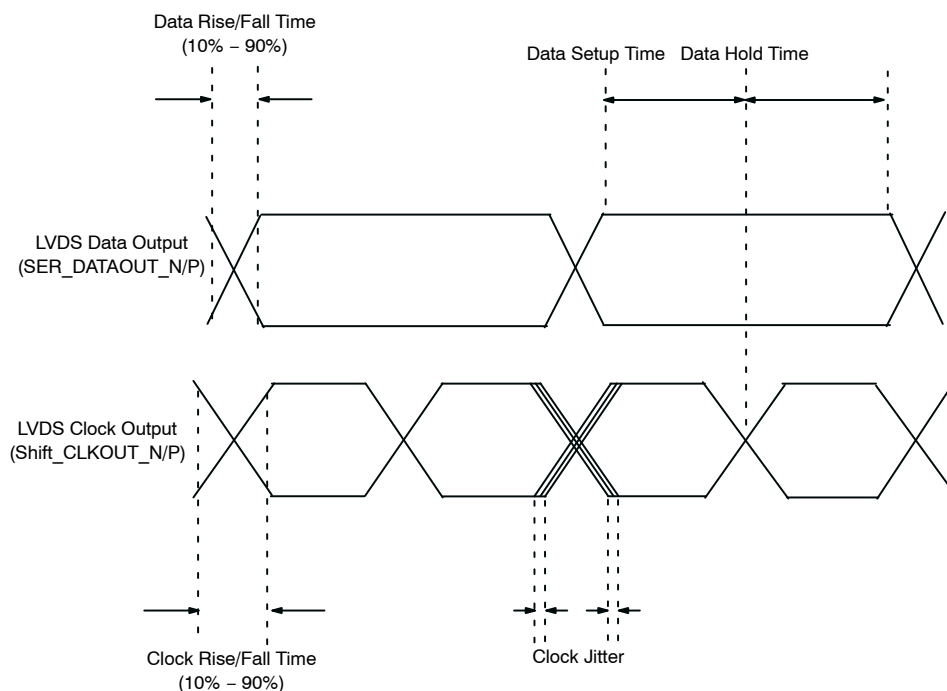 Data Rise/Fall Time
(10% – 90%)
Data Setup Time
Data Hold Time
LVDS Data Output
(SER_DATAOUT_N/P)
LVDS Clock Output
(Shift_CLKOUT_N/P)
Clock Rise/Fall Time
(10% – 90%)
Clock Jitter